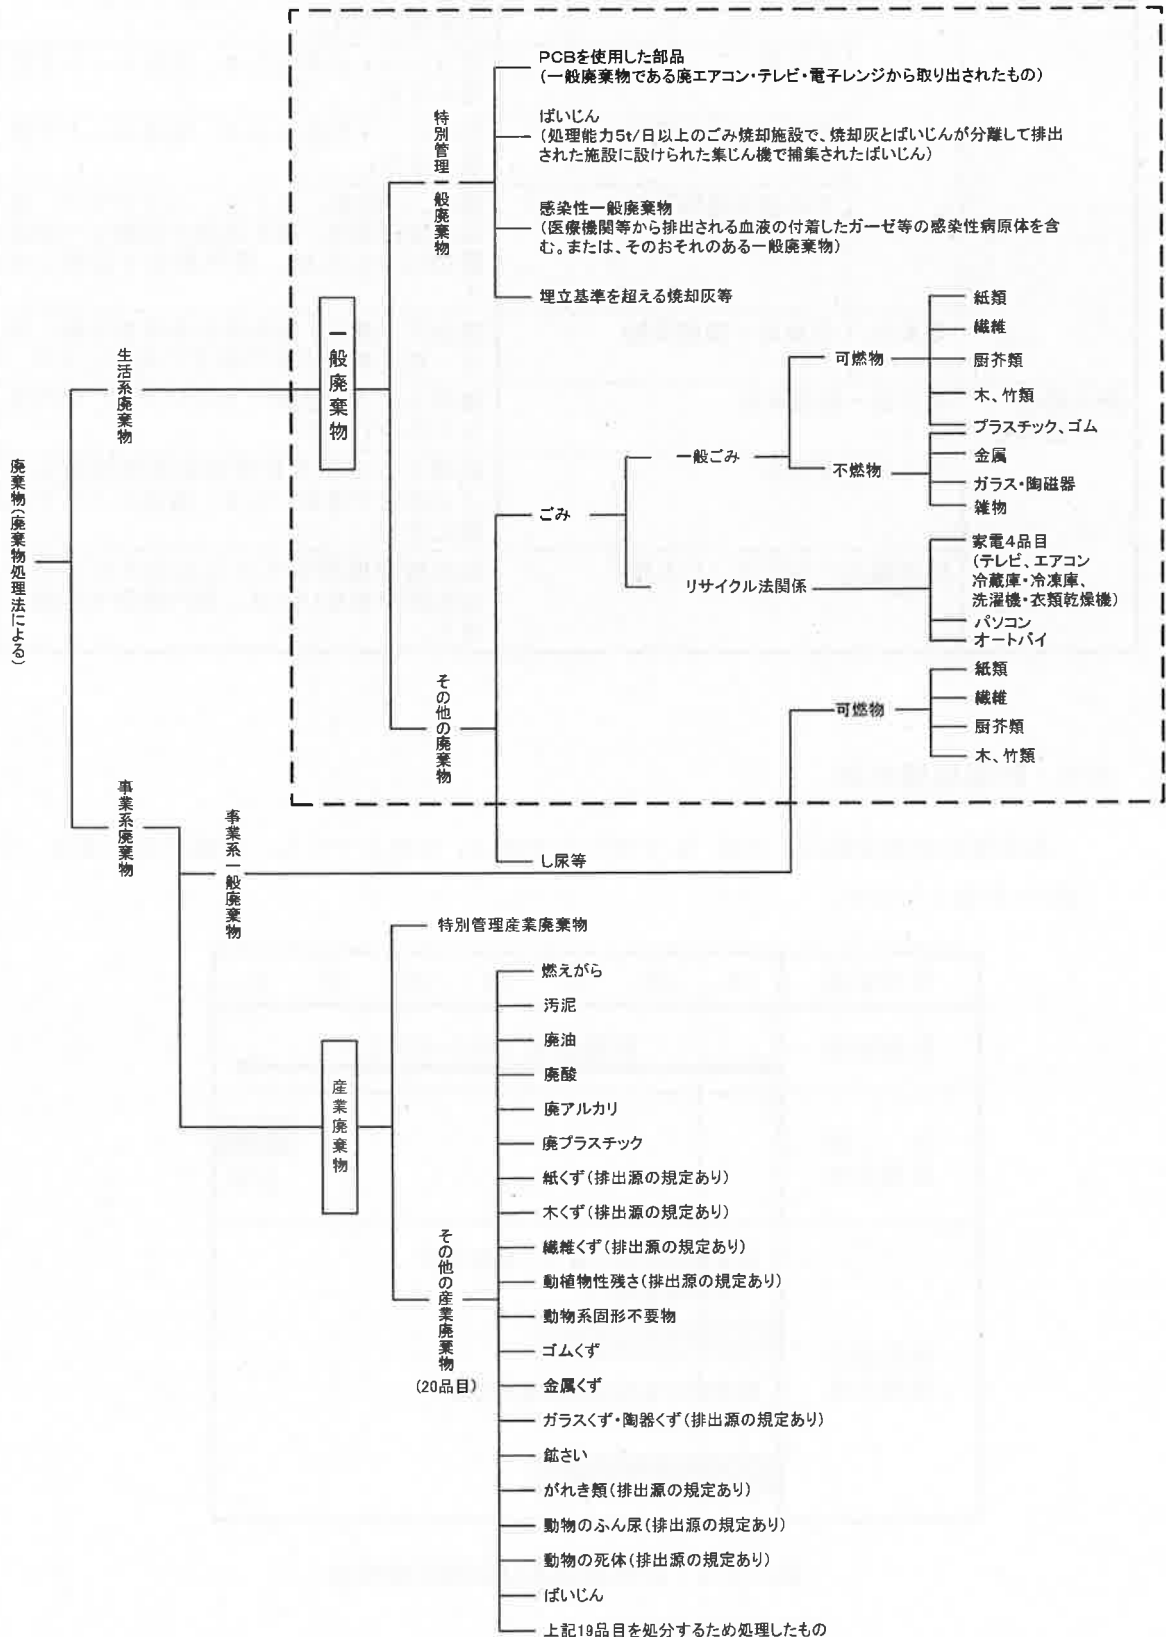 廃棄物(廃棄物処理法による)
生活系廃棄物
一般廃棄物
特別管理一般廃棄物
PCBを使用した部品
(一般廃棄物である廃エアコン・テレビ・電子レンジから取り出されたもの)
ばいじん
(処理能力5t/日以上のごみ焼却施設で、焼却灰とばいじんが分離して排出
された施設に設けられた集じん機で捕集されたばいじん)
感染性一般廃棄物
(医療機関等から排出される血液の付着したガーゼ等の感染性病原体を含
む。または、そのおそれのある一般廃棄物)
埋立基準を超える焼却灰等
その他の廃棄物
ごみ
一般ごみ
可燃物
紙類
繊維
厨芥類
木、竹類
プラスチック、ゴム
不燃物
金属
ガラス・陶磁器
雑物
リサイクル法関係
家電4品目
(テレビ、エアコン
冷蔵庫・冷凍庫、
洗濯機・衣類乾燥機)
パソコン
オートバイ
し尿等
事業系廃棄物
事業系一般廃棄物
可燃物
紙類
繊維
厨芥類
木、竹類
産業廃棄物
特別管理産業廃棄物
その他の産業廃棄物
(20品目)
燃えがら
汚泥
廃油
廃酸
廃アルカリ
廃プラスチック
紙くず(排出源の規定あり)
木くず(排出源の規定あり)
繊維くず(排出源の規定あり)
動植物性残さ(排出源の規定あり)
動物系固形不要物
ゴムくず
金属くず
ガラスくず・陶器くず(排出源の規定あり)
鉱さい
がれき類(排出源の規定あり)
動物のふん尿(排出源の規定あり)
動物の死体(排出源の規定あり)
ばいじん
上記19品目を処分するため処理したもの